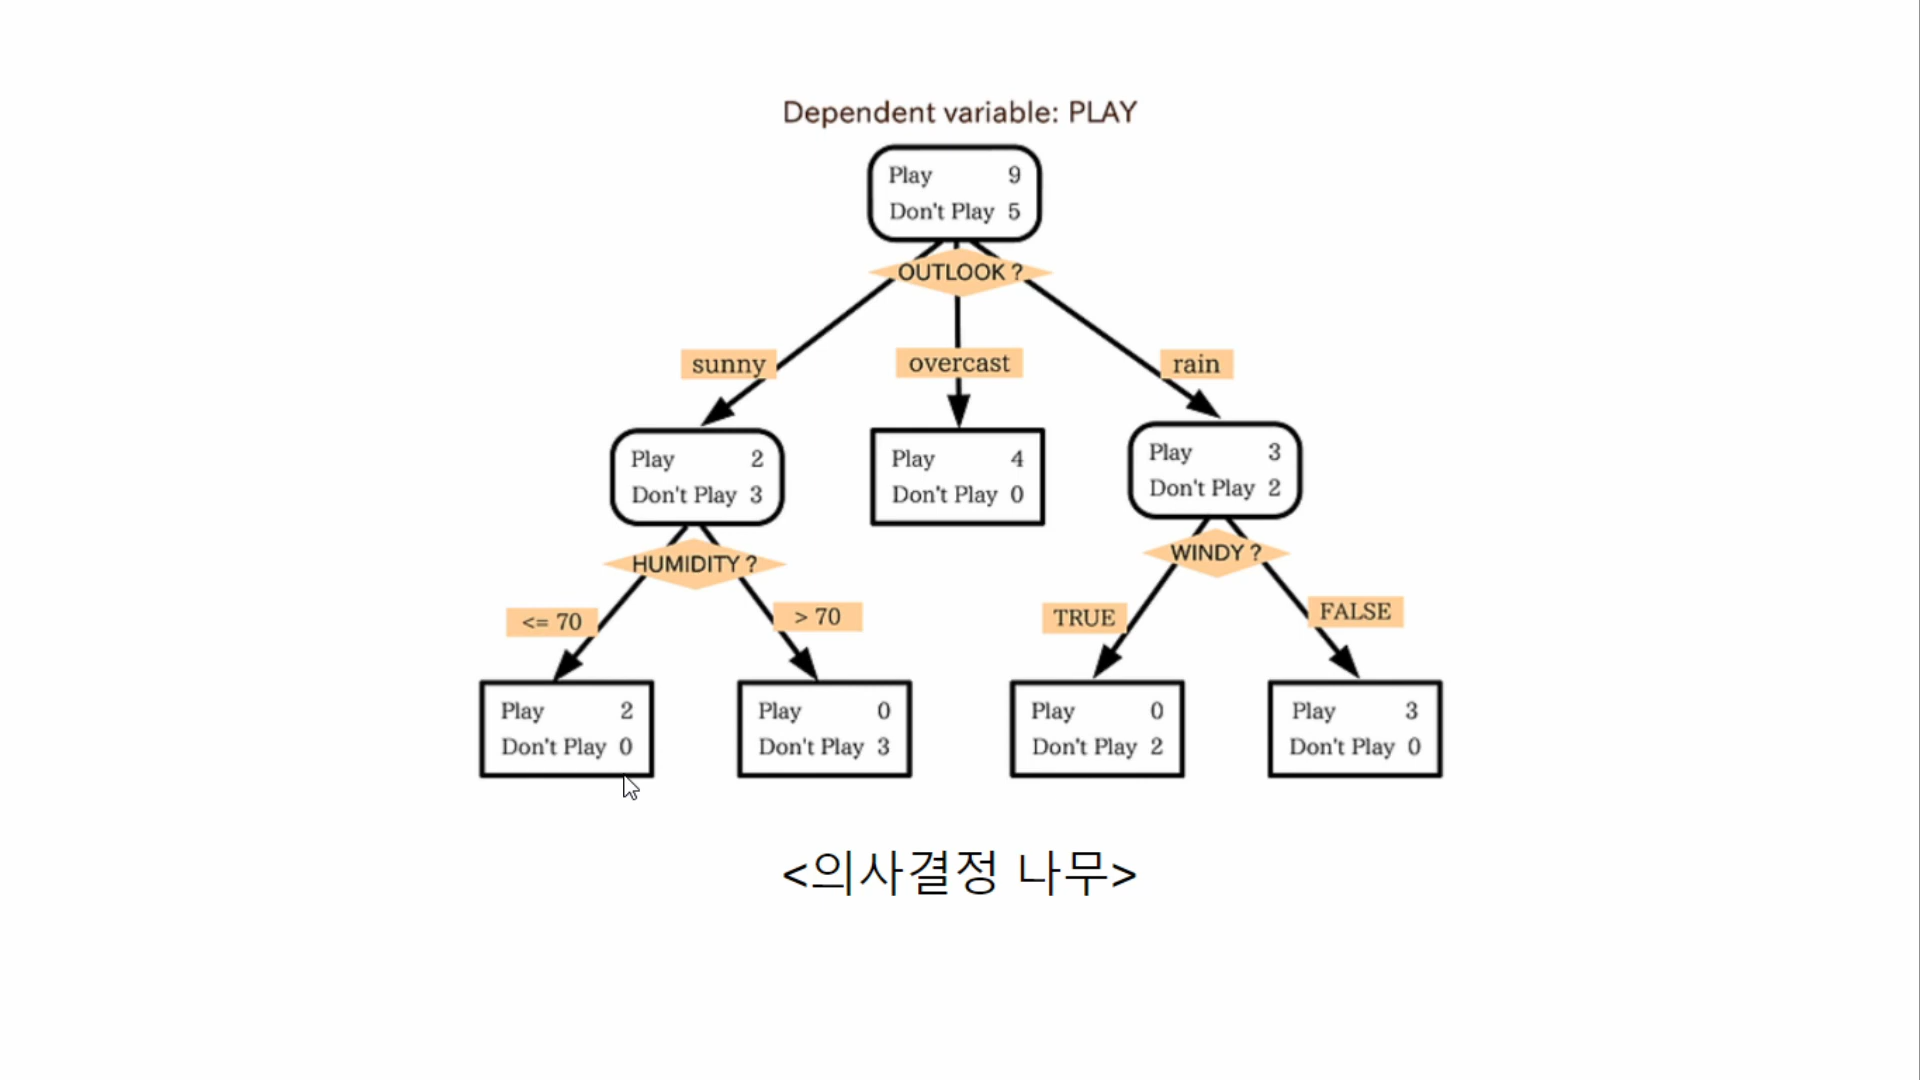 Dependent variable: PLAY
Play 9
Don't Play 5
OUTLOOK ?
sunny
overcast
rain
Play 2
Don't Play 3
Play 4
Don't Play 0
Play 3
Don't Play 2
HUMIDITY ?
WINDY ?
<= 70
> 70
TRUE
FALSE
Play 2
Don't Play 0
Play 0
Don't Play 3
Play 0
Don't Play 2
Play 3
Don't Play 0
<의사결정 나무>